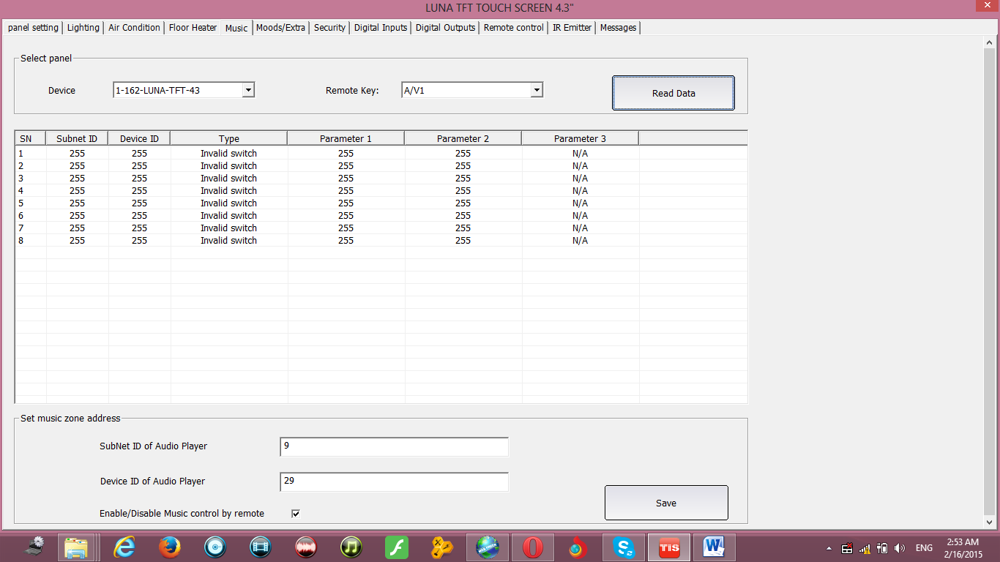 LUNA TFT TOUCH SCREEN 4.3"
panel setting Lighting Air Condition Floor Heater Music Moods/Extra Security Digital Inputs Digital Outputs Remote control IR Emitter Messages
Select panel
Device 1-162-LUNA-TFT-43 Remote Key: A/V1 Read Data
SN Subnet ID Device ID Type Parameter 1 Parameter 2 Parameter 3
1 255 255 Invalid switch 255 255 N/A
2 255 255 Invalid switch 255 255 N/A
3 255 255 Invalid switch 255 255 N/A
4 255 255 Invalid switch 255 255 N/A
5 255 255 Invalid switch 255 255 N/A
6 255 255 Invalid switch 255 255 N/A
7 255 255 Invalid switch 255 255 N/A
8 255 255 Invalid switch 255 255 N/A
Set music zone address
SubNet ID of Audio Player 9
Device ID of Audio Player 29
Enable/Disable Music control by remote
Save
TIS
ENG
2:53 AM
2/16/2015